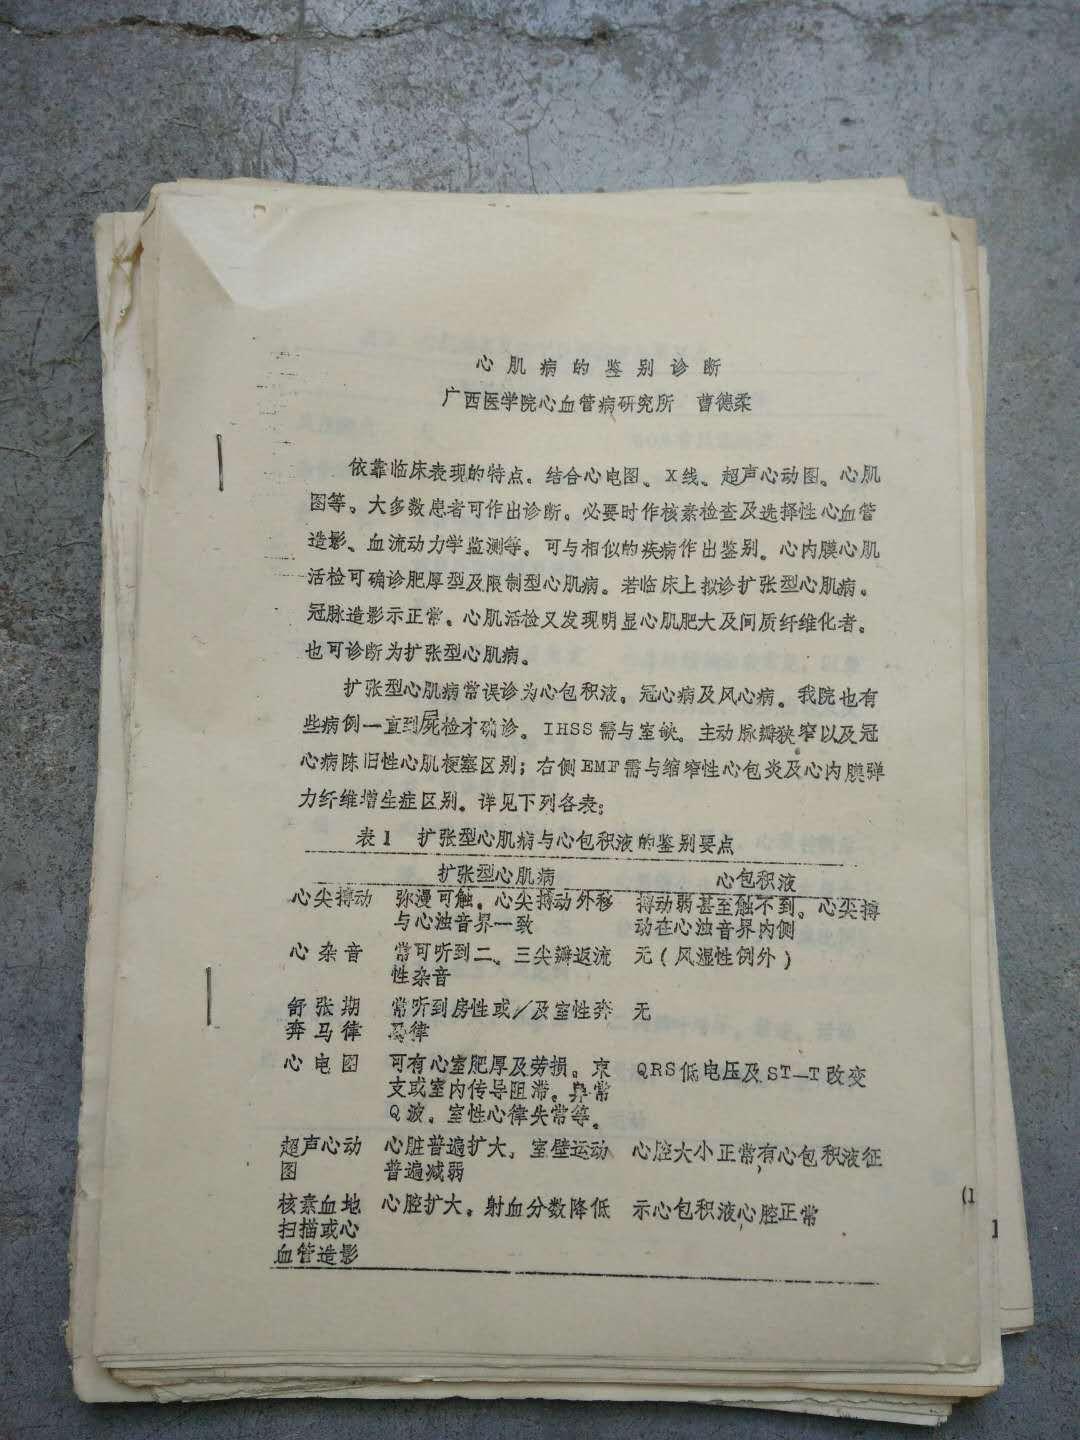 心肌病的鉴别诊断
广西医学院心血管病研究所 曹德柔
依靠临床表现的特点。结合心电图、X线、超声心动图、心肌
图等。大多数患者可作出诊断。必要时作核素检查及选择性心血管
造影、血流动力学监测等。可与相似的疾病作出鉴别。心内膜心肌
活检可确诊肥厚型及限制型心肌病。若临床上拟诊扩张型心肌病。
冠脉造影示正常。心肌活检又发现明显心肌肥大及间质纤维化者。
也可诊断为扩张型心肌病。
扩张型心肌病常误诊为心包积液。冠心病及风心病。我院也有
些病例一直到屍检才确诊。IHSS需与室缺。主动脉瓣狭窄以及冠
心病陈旧性心肌梗塞区别；右侧EMF需与缩窄性心包炎及心内膜弹
力纤维增生症区别。详见下列各表：
表1 扩张型心肌病与心包积液的鉴别要点
扩张型心肌病 心包积液
心尖搏动 弥漫可触。心尖搏动外移 搏动弱甚至触不到。心尖搏
与心浊音界一致 动在心浊音界内侧
心杂音 常可听到二、三尖瓣返流 无（风湿性例外）
性杂音
舒张期 常听到房性或／及室性奔 无
奔马律 马律
心电图 可有心室肥厚及劳损。束 QRS低电压及ST—T改变
支或室内传导阻滞。异常
Q波。室性心律失常等。
超声心动 心脏普遍扩大。室壁运动 心腔大小正常，有心包积液征
图 普遍减弱
核素血地 心腔扩大。射血分数降低 示心包积液，心腔正常
扫描或心
血管造影
(1
1